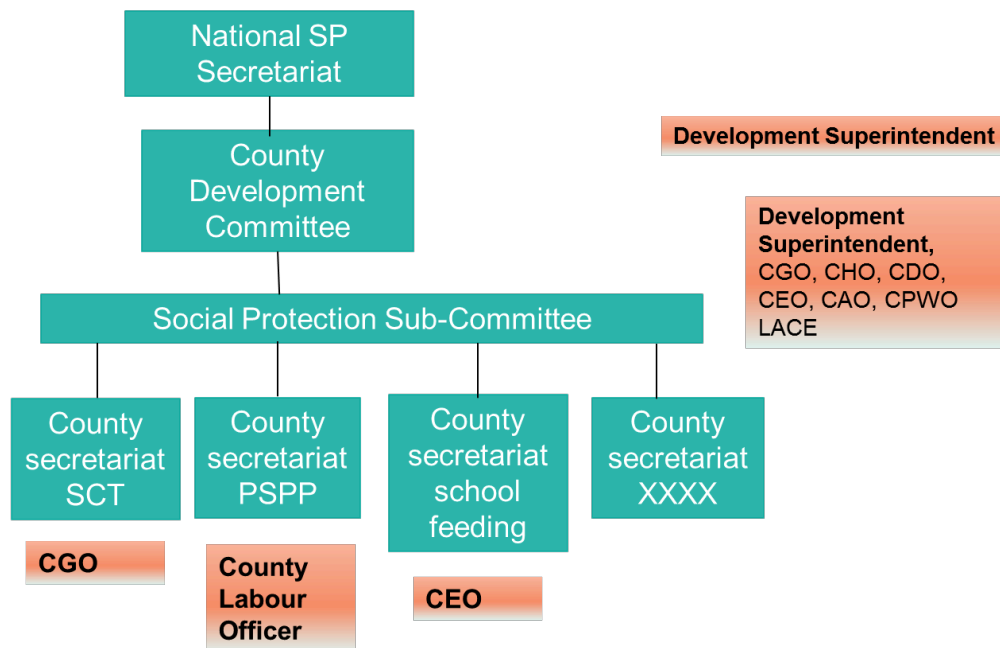 National SP
Secretariat
County
Development
Committee
Development Superintendent
Development
Superintendent,
CGO, CHO, CDO,
CEO, CAO, CPWO
LACE
Social Protection Sub-Committee
County
secretariat
SCT
County
secretariat
PSPP
County
secretariat
school
feeding
County
secretariat
XXXX
CGO
County
Labour
Officer
CEO